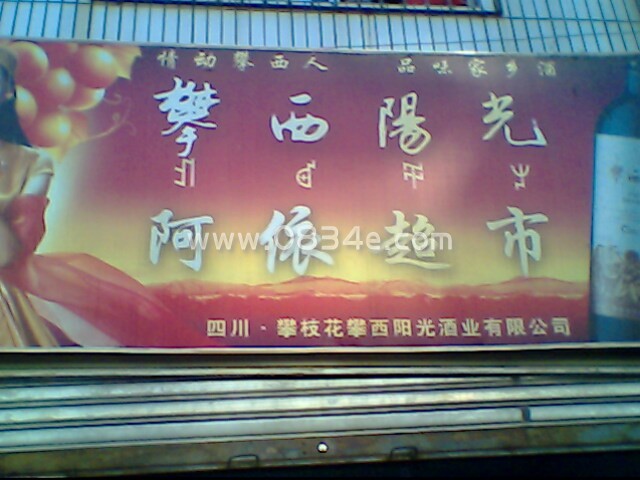 情动攀西人 品味家乡酒
攀西陽光
阿依超市
www.0834e.com
四川·攀枝花攀西阳光酒业有限公司